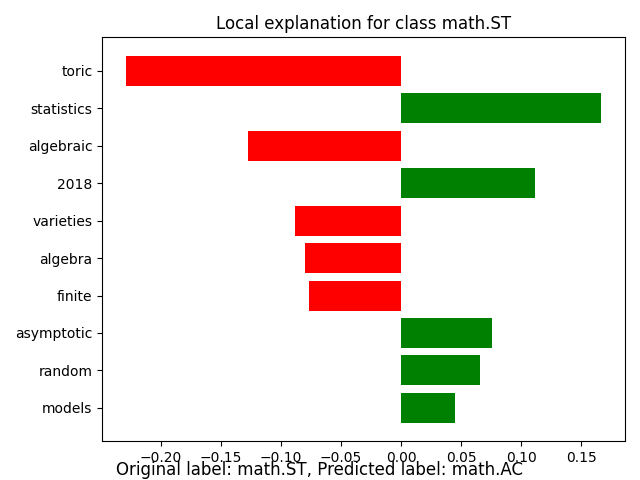 Local explanation for class math.ST
toric
statistics
algebraic
2018
varieties
algebra
finite
asymptotic
random
models
−0.20 −0.15 −0.10 −0.05 0.00 0.05 0.10 0.15
Original label: math.ST, Predicted label: math.AC